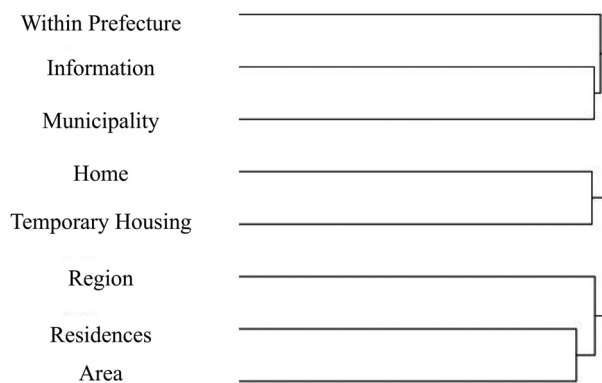 Within Prefecture
Information
Municipality
Home
Temporary Housing
Region
Residences
Area